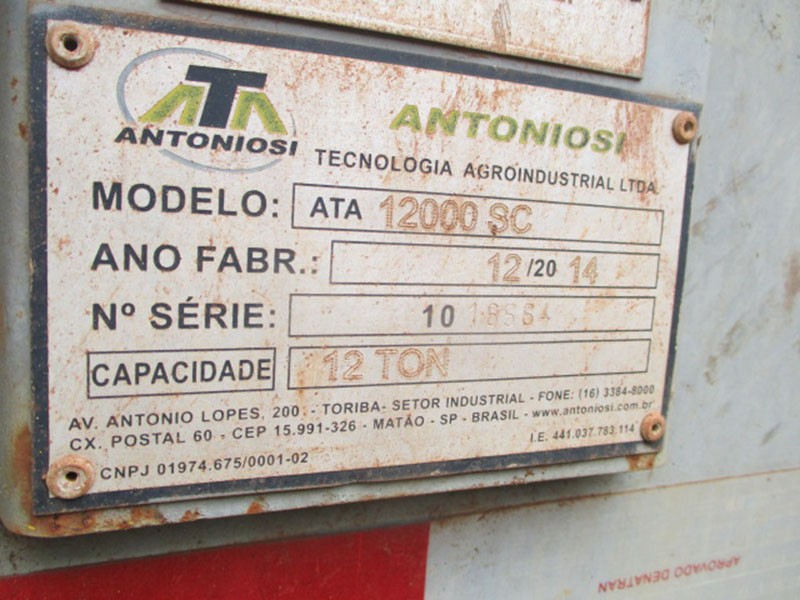 ATA
ANTONIOSI
ANTONIOSI
TECNOLOGIA AGROINDUSTRIAL LTDA
MODELO: ATA 12000 SC
ANO FABR.: 12/20 14
Nº SÉRIE: 10
CAPACIDADE 12 TON
AV. ANTONIO LOPES, 200 - TORIBA- SETOR INDUSTRIAL - FONE: (16) 3384-8000
CX. POSTAL 60 - CEP 15.991-326 - MATÃO - SP - BRASIL - www.antoniosi.com.br
CNPJ 01974.675/0001-02
I.E. 441.037.783.114
APROVADO DENATRAN